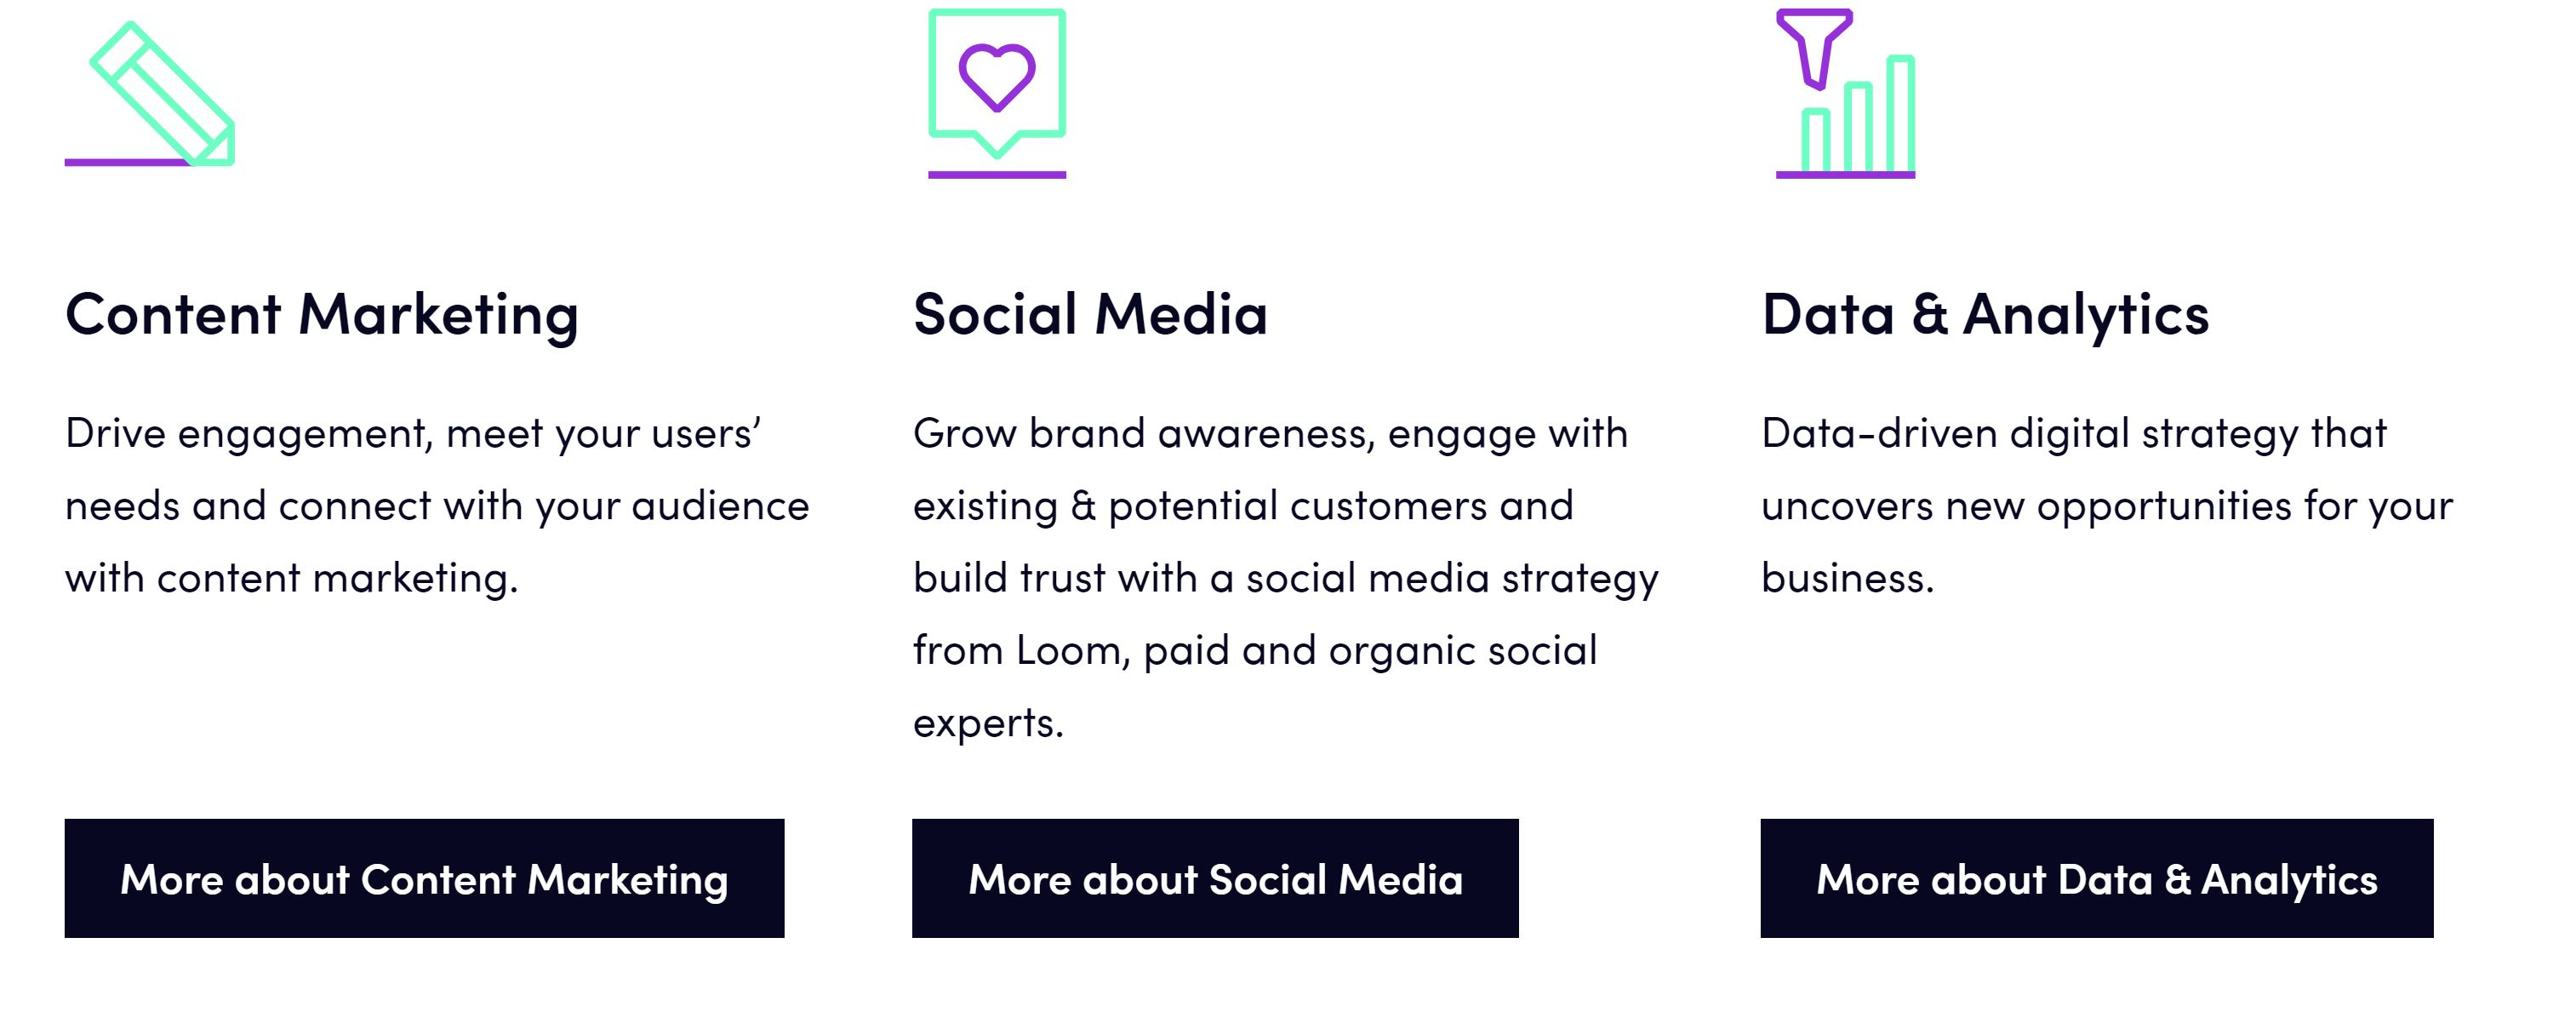 Content Marketing
Drive engagement, meet your users’
needs and connect with your audience
with content marketing.
More about Content Marketing
Social Media
Grow brand awareness, engage with
existing & potential customers and
build trust with a social media strategy
from Loom, paid and organic social
experts.
More about Social Media
Data & Analytics
Data-driven digital strategy that
uncovers new opportunities for your
business.
More about Data & Analytics